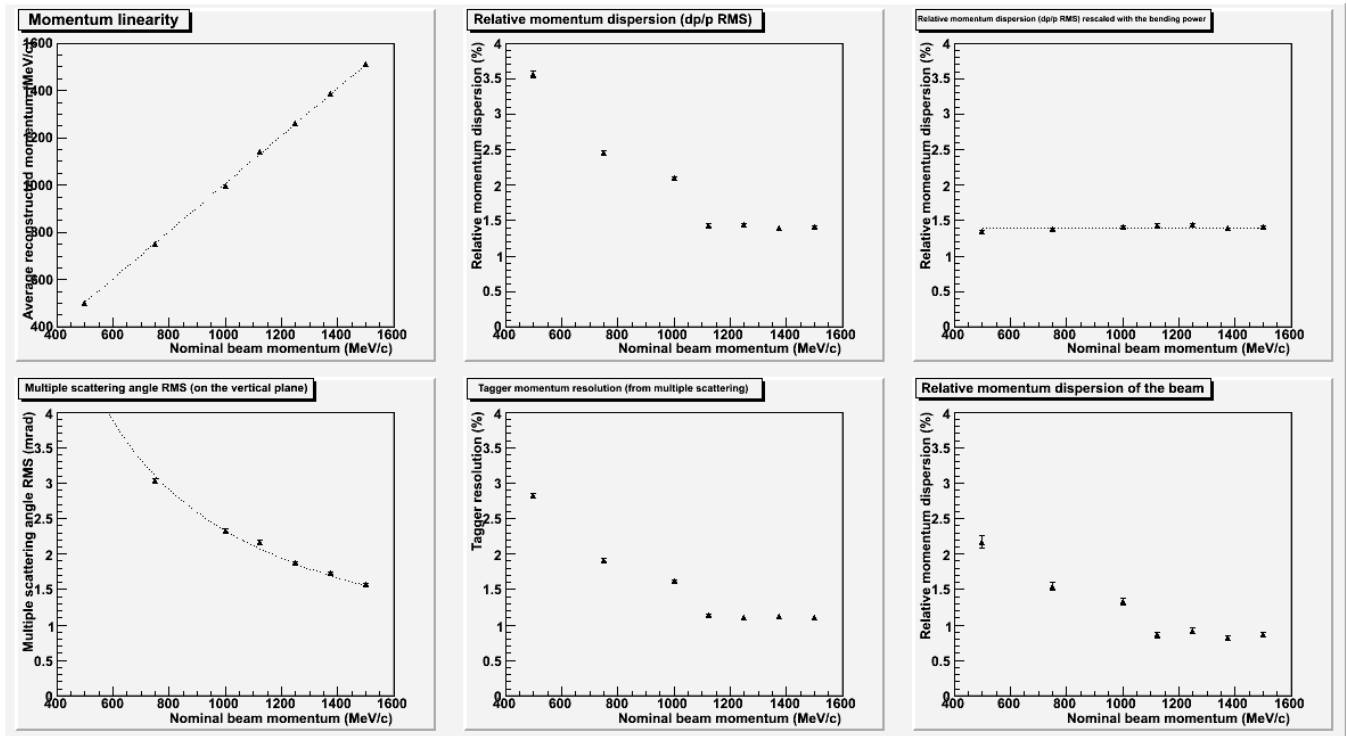 Momentum linearity
Average reconstructed momentum (MeV/c)
1600
1400
1200
1000
800
600
400
400 600 800 1000 1200 1400 1600
Nominal beam momentum (MeV/c)
Relative momentum dispersion (dp/p RMS)
Relative momentum dispersion (%)
4
3.5
3
2.5
2
1.5
1
0.5
0
400 600 800 1000 1200 1400 1600
Nominal beam momentum (MeV/c)
Relative momentum dispersion (dp/p RMS) rescaled with the bending power
Relative momentum dispersion (%)
4
3.5
3
2.5
2
1.5
1
0.5
0
400 600 800 1000 1200 1400 1600
Nominal beam momentum (MeV/c)
Multiple scattering angle RMS (on the vertical plane)
Multiple scattering angle RMS (mrad)
4
3.5
3
2.5
2
1.5
1
0.5
0
400 600 800 1000 1200 1400 1600
Nominal beam momentum (MeV/c)
Tagger momentum resolution (from multiple scattering)
Tagger resolution (%)
4
3.5
3
2.5
2
1.5
1
0.5
0
400 600 800 1000 1200 1400 1600
Nominal beam momentum (MeV/c)
Relative momentum dispersion of the beam
Relative momentum dispersion (%)
4
3.5
3
2.5
2
1.5
1
0.5
0
400 600 800 1000 1200 1400 1600
Nominal beam momentum (MeV/c)